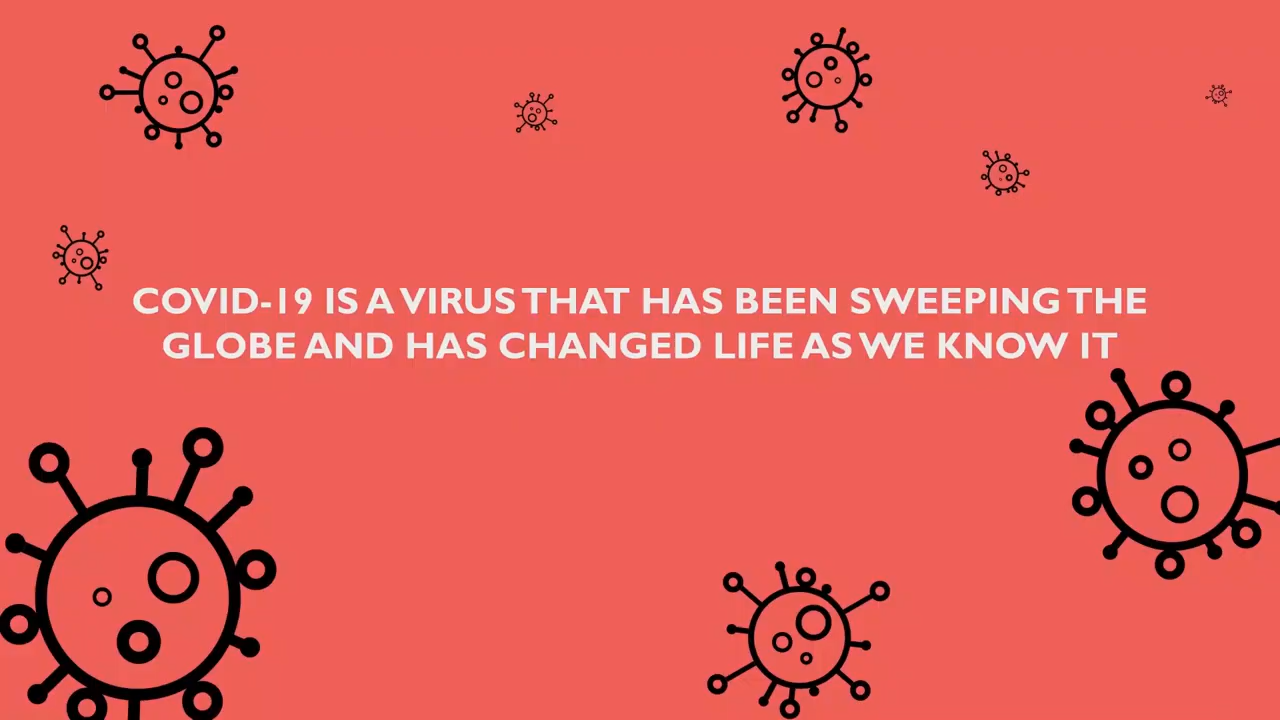 COVID-19 IS A VIRUS THAT HAS BEEN SWEEPING THE
GLOBE AND HAS CHANGED LIFE AS WE KNOW IT